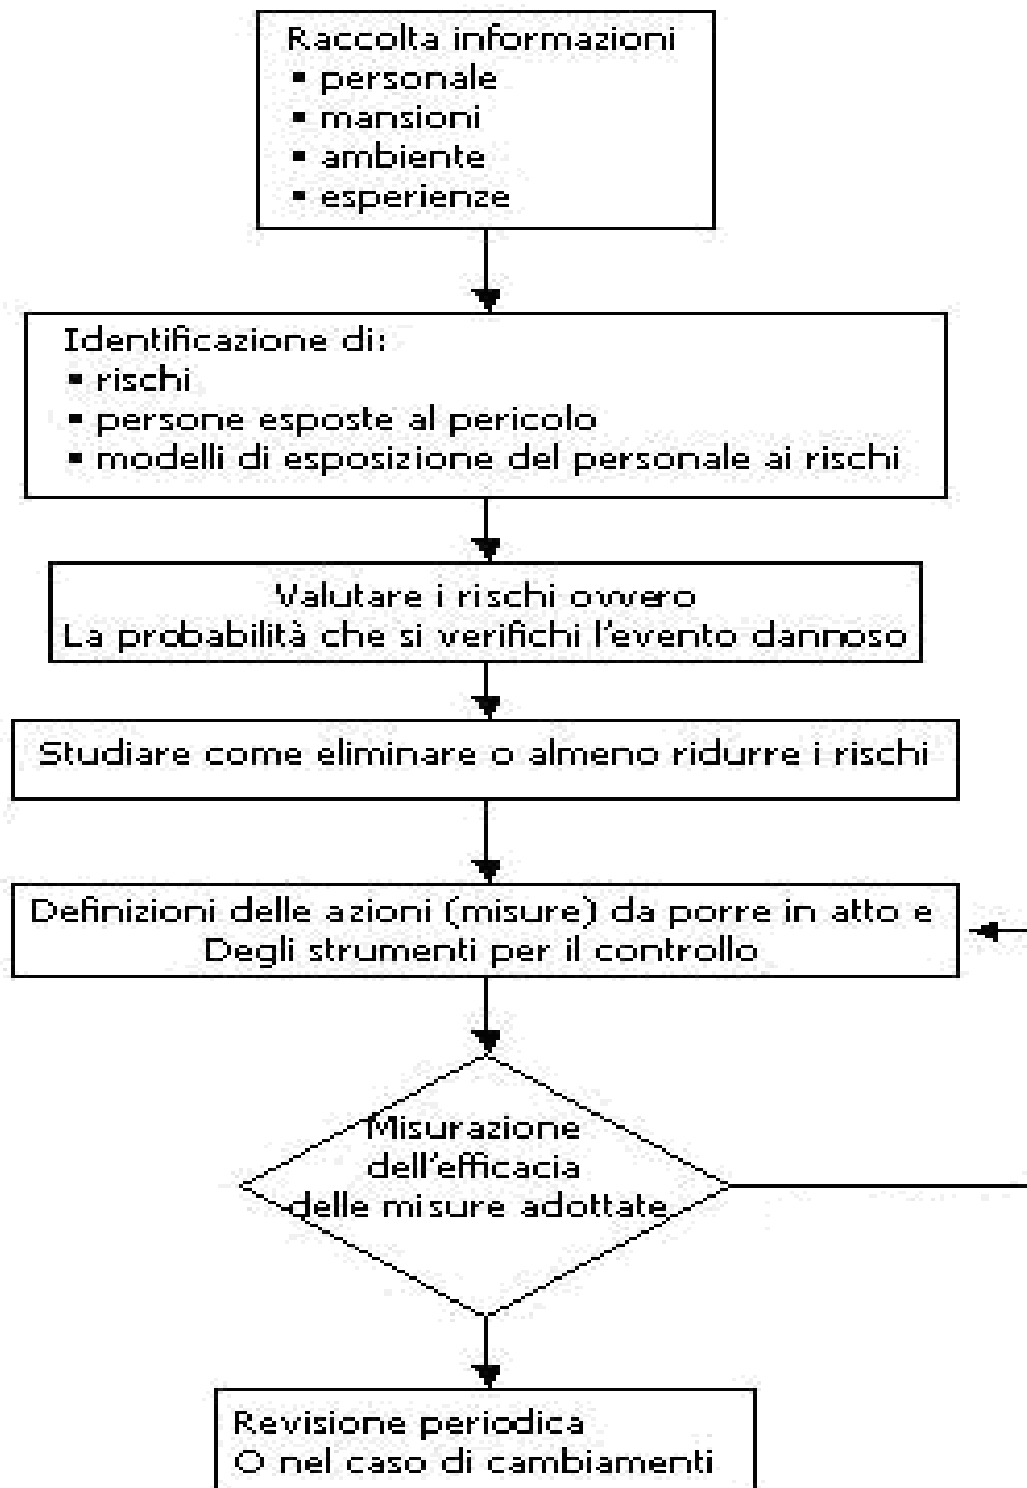 Raccolta informazioni
▪ personale
▪ mansioni
▪ ambiente
▪ esperienze
Identificazione di:
▪ rischi
▪ persone esposte al pericolo
▪ modelli di esposizione del personale ai rischi
Valutare i rischi ovvero
La probabilità che si verifichi l'evento dannoso
Studiare come eliminare o almeno ridurre i rischi
Definizioni delle azioni (misure) da porre in atto e
Degli strumenti per il controllo
Misurazione
dell'efficacia
delle misure adottate
Revisione periodica
O nel caso di cambiamenti